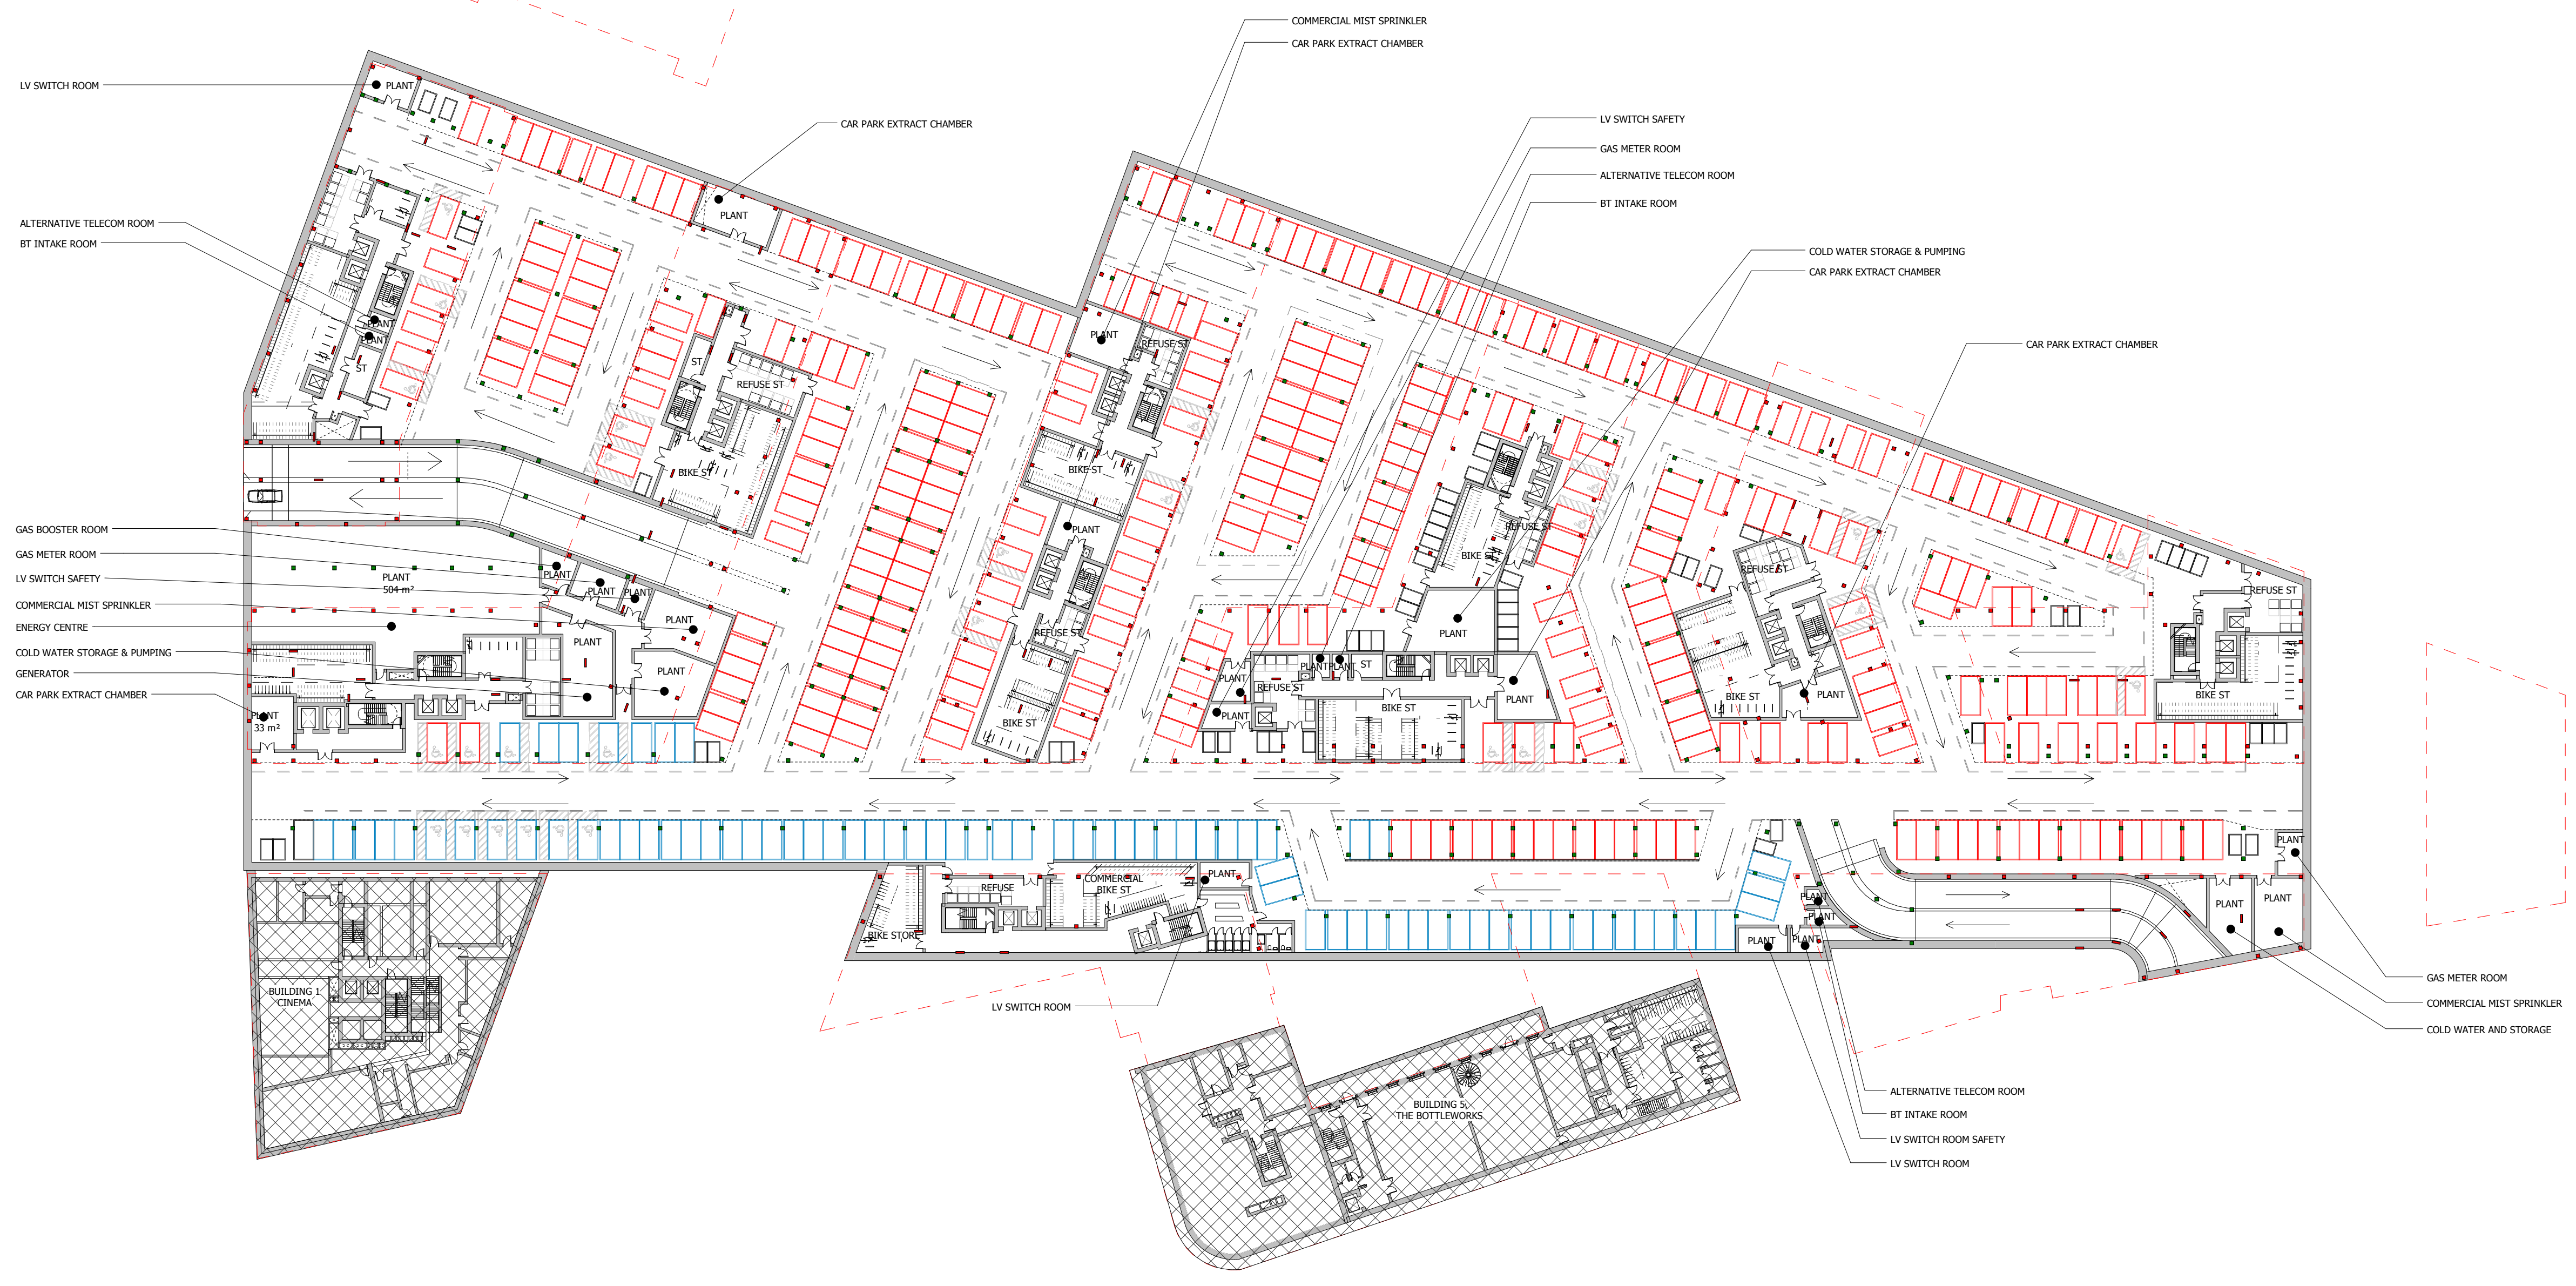 COMMERCIAL MIST SPRINKLER
CAR PARK EXTRACT CHAMBER
LV SWITCH ROOM
PLANT
CAR PARK EXTRACT CHAMBER
LV SWITCH SAFETY
GAS METER ROOM
ALTERNATIVE TELECOM ROOM
BT INTAKE ROOM
PLANT
ALTERNATIVE TELECOM ROOM
BT INTAKE ROOM
COLD WATER STORAGE & PUMPING
CAR PARK EXTRACT CHAMBER
PLANT
PLANT
ST
PLANT
REFUSE ST
CAR PARK EXTRACT CHAMBER
ST
REFUSE ST
BIKE ST
BIKE ST
PLANT
REFUSE ST
BIKE ST
GAS BOOSTER ROOM
GAS METER ROOM
LV SWITCH SAFETY
COMMERCIAL MIST SPRINKLER
ENERGY CENTRE
COLD WATER STORAGE & PUMPING
GENERATOR
CAR PARK EXTRACT CHAMBER
PLANT
504 m²
PLANT
PLANT
PLANT
PLANT
PLANT
PLANT
PLANT
33 m²
REFUSE ST
BIKE ST
REFUSE ST
PLANT
PLANT
PLANT
ST
PLANT
REFUSE ST
PLANT
BIKE ST
PLANT
REFUSE ST
BIKE ST
PLANT
BIKE ST
PLANT
REFUSE
COMMERCIAL
BIKE ST
PLANT
BIKE STORE
PLANT
PLANT
PLANT
PLANT
PLANT
PLANT
LV SWITCH ROOM
BUILDING 1
CINEMA
GAS METER ROOM
COMMERCIAL MIST SPRINKLER
COLD WATER AND STORAGE
BUILDING 5,
THE BOTTLEWORKS
ALTERNATIVE TELECOM ROOM
BT INTAKE ROOM
LV SWITCH ROOM SAFETY
LV SWITCH ROOM